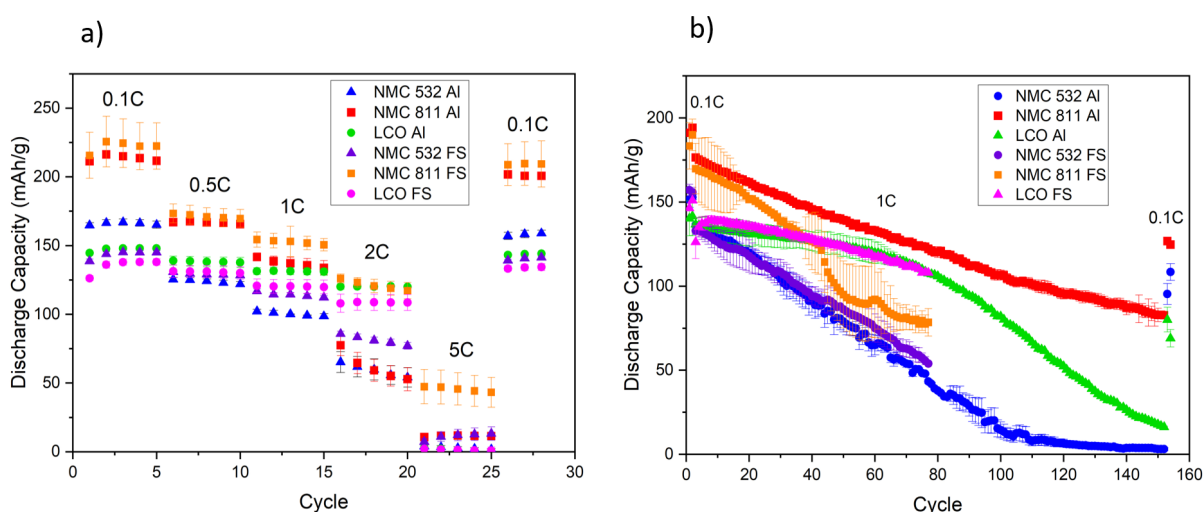 a)
250
200
150
100
50
0
0
5
10
15
20
25
30
Discharge Capacity (mAh/g)
Cycle
0.1C
0.5C
1C
2C
5C
0.1C
NMC 532 Al
NMC 811 Al
LCO Al
NMC 532 FS
NMC 811 FS
LCO FS
b)
200
150
100
50
0
0
20
40
60
80
100
120
140
160
Discharge Capacity (mAh/g)
Cycle
0.1C
1C
0.1C
NMC 532 Al
NMC 811 Al
LCO Al
NMC 532 FS
NMC 811 FS
LCO FS